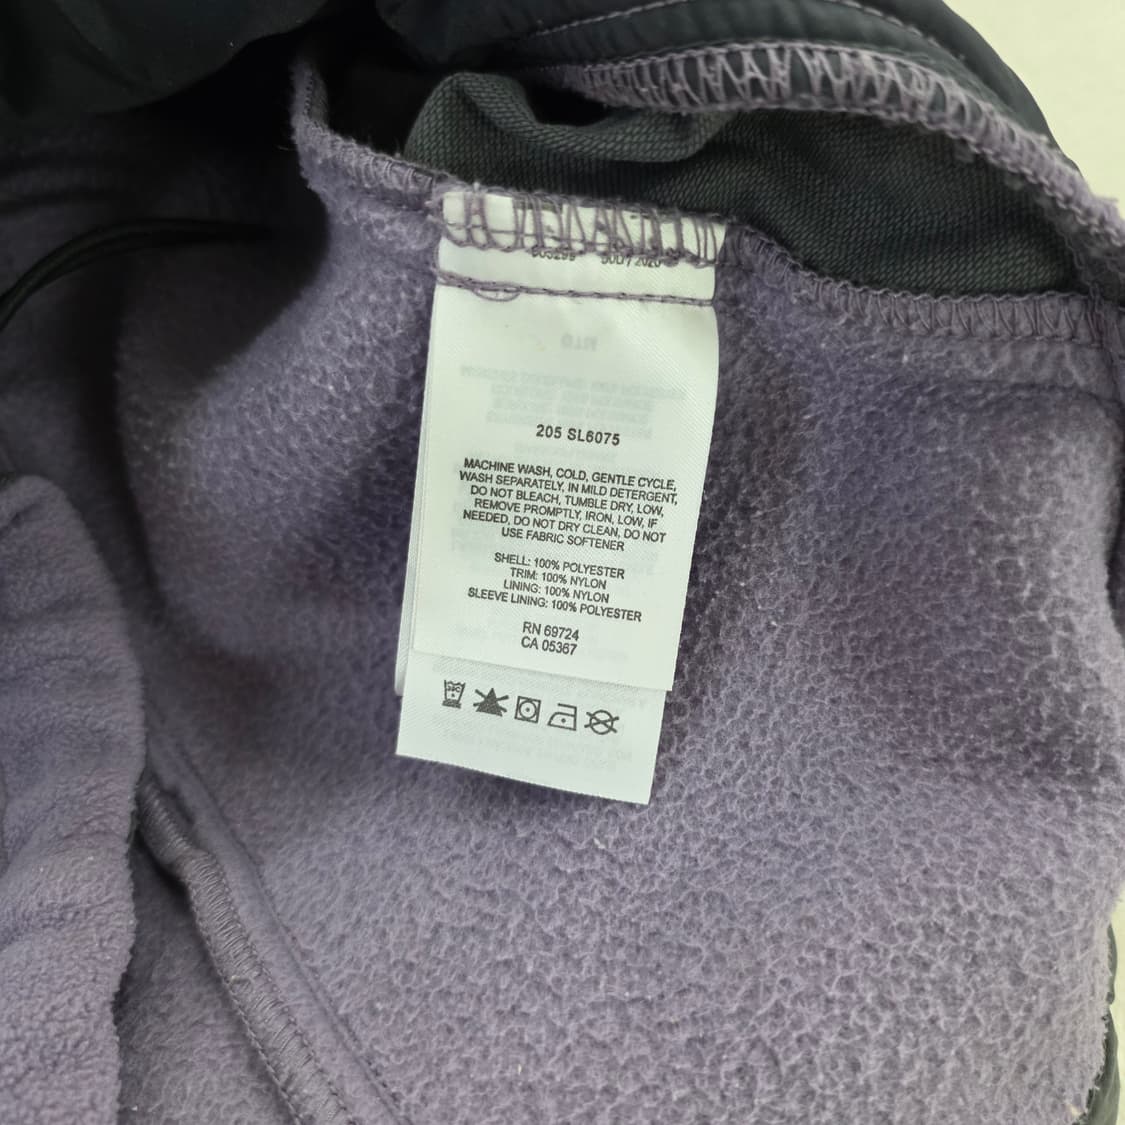 205 SL6075
MACHINE WASH, COLD, GENTLE CYCLE,
WASH SEPARATELY, IN MILD DETERGENT,
DO NOT BLEACH, TUMBLE DRY, LOW,
REMOVE PROMPTLY, IRON, LOW, IF
NEEDED, DO NOT DRY CLEAN, DO NOT
USE FABRIC SOFTENER
SHELL: 100% POLYESTER
TRIM: 100% NYLON
LINING: 100% NYLON
SLEEVE LINING: 100% POLYESTER
RN 69724
CA 05367